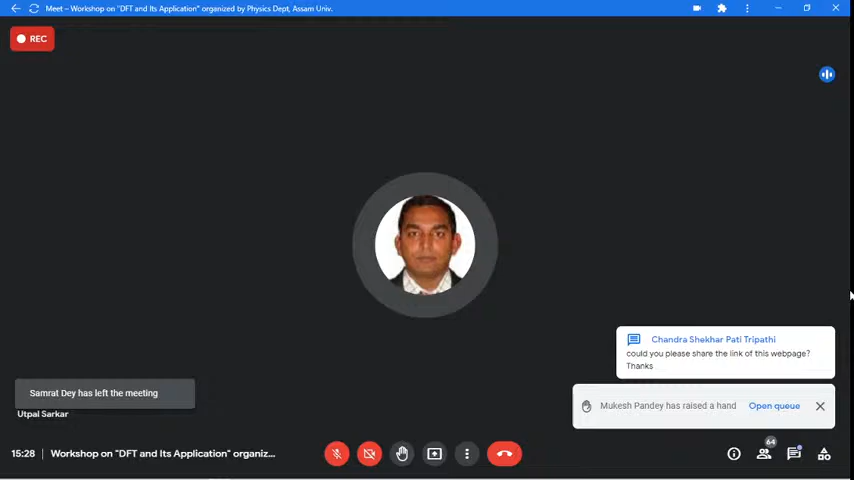 Meet – Workshop on "DFT and Its Application" organized by Physics Dept, Assam Univ.
REC
Chandra Shekhar Pati Tripathi
could you please share the link of this webpage?
Thanks
Samrat Dey has left the meeting
Mukesh Pandey has raised a hand Open queue
Utpal Sarkar
64
15:28 Workshop on "DFT and Its Application" organiz...